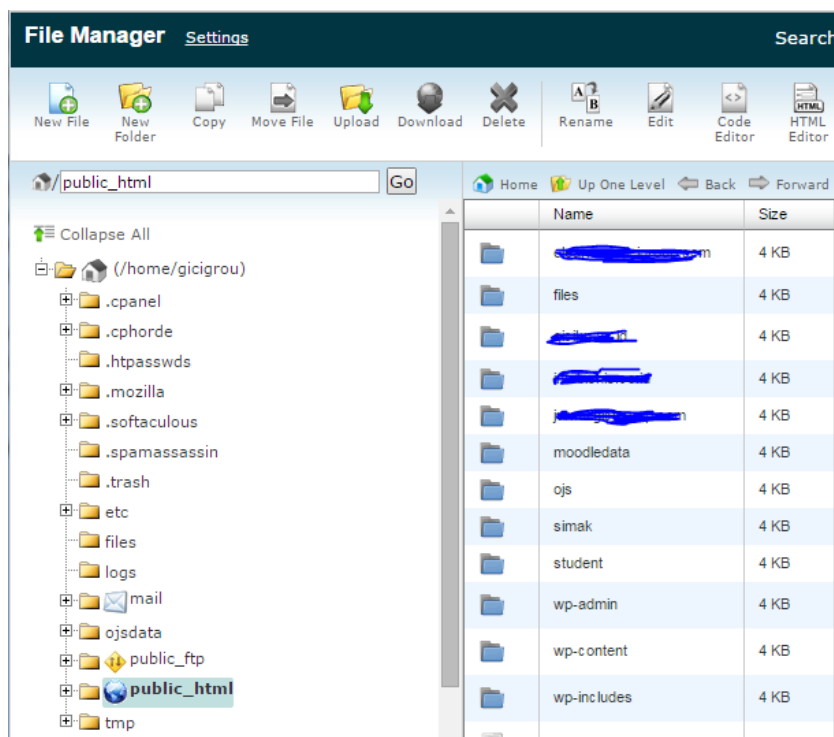 File Manager Settings Search
New File New Folder Copy Move File Upload Download Delete Rename Edit Code Editor HTML Editor
/public_html Go
Home Up One Level Back Forward
Collapse All
(/home/gicigrou)
.cpanel
.cphorde
.htpasswds
.mozilla
.softaculous
.spamassassin
.trash
etc
files
logs
mail
ojsdata
public_ftp
public_html
tmp
Name Size
4 KB
files 4 KB
4 KB
4 KB
4 KB
moodledata 4 KB
ojs 4 KB
simak 4 KB
student 4 KB
wp-admin 4 KB
wp-content 4 KB
wp-includes 4 KB